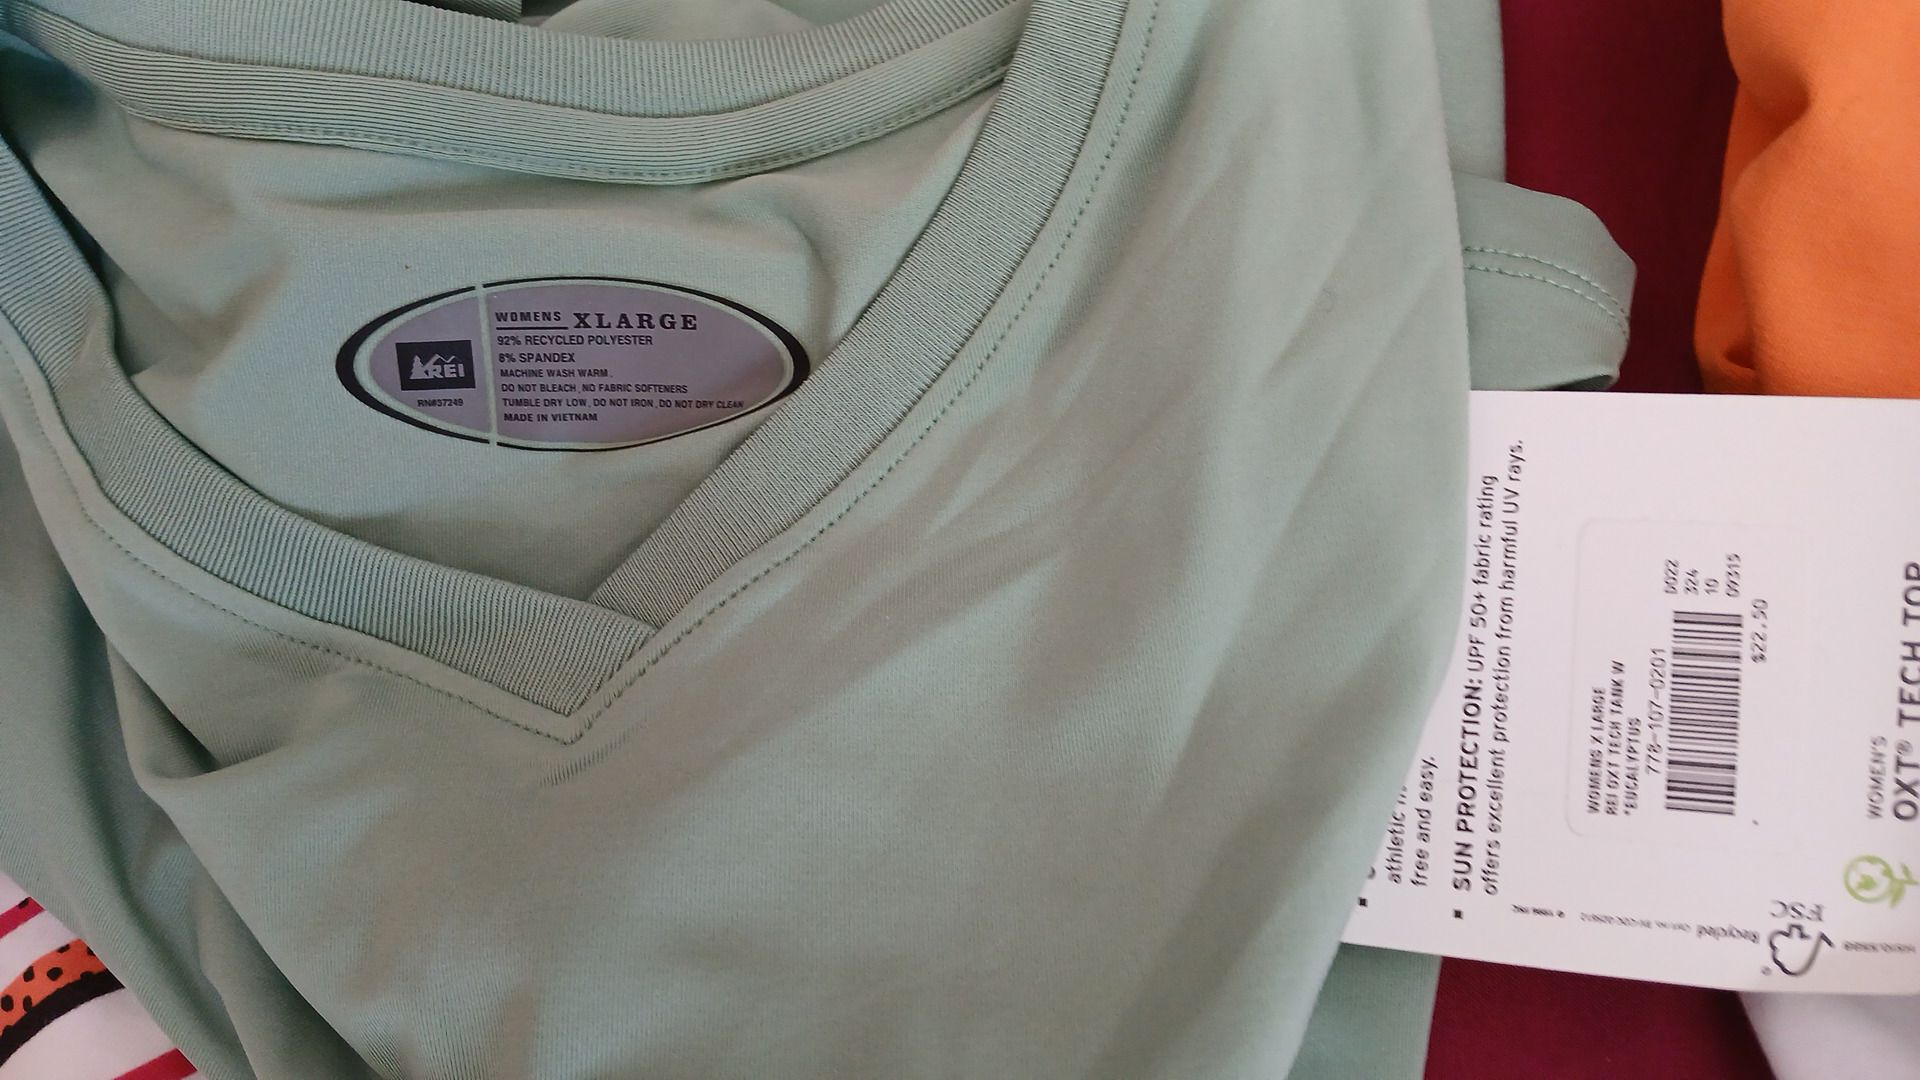 WOMENS XLARGE
92% RECYCLED POLYESTER
8% SPANDEX
MACHINE WASH WARM.
DO NOT BLEACH, NO FABRIC SOFTENERS
TUMBLE DRY LOW, DO NOT IRON, DO NOT DRY CLEAN
MADE IN VIETNAM
REI
RN#37249
athletic
free and easy.
SUN PROTECTION: UPF 50+ fabric rating
offers excellent protection from harmful UV rays.
WOMENS X LARGE
REI OXT TECH TANK W
*EUCALYPTUS
778-107-0201
D022
324
10
09315
$22.50
WOMEN'S
OXT® TECH TOP
FSC
Recycled